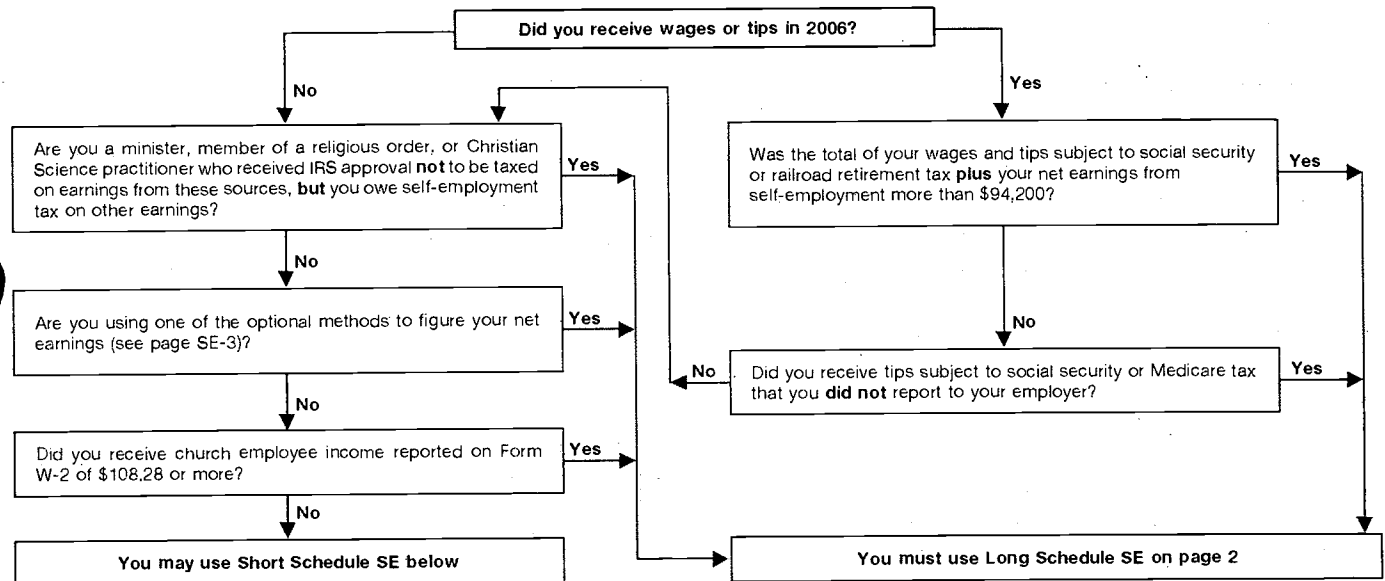 Did you receive wages or tips in 2006?
No
Yes
Are you a minister, member of a religious order, or Christian
Science practitioner who received IRS approval not to be taxed
on earnings from these sources, but you owe self-employment
tax on other earnings?
Yes
Was the total of your wages and tips subject to social security
or railroad retirement tax plus your net earnings from
self-employment more than $94,200?
Yes
No
Are you using one of the optional methods to figure your net
earnings (see page SE-3)?
Yes
No
No
Did you receive tips subject to social security or Medicare tax
that you did not report to your employer?
Yes
No
Did you receive church employee income reported on Form
W-2 of $108.28 or more?
Yes
No
You may use Short Schedule SE below
You must use Long Schedule SE on page 2